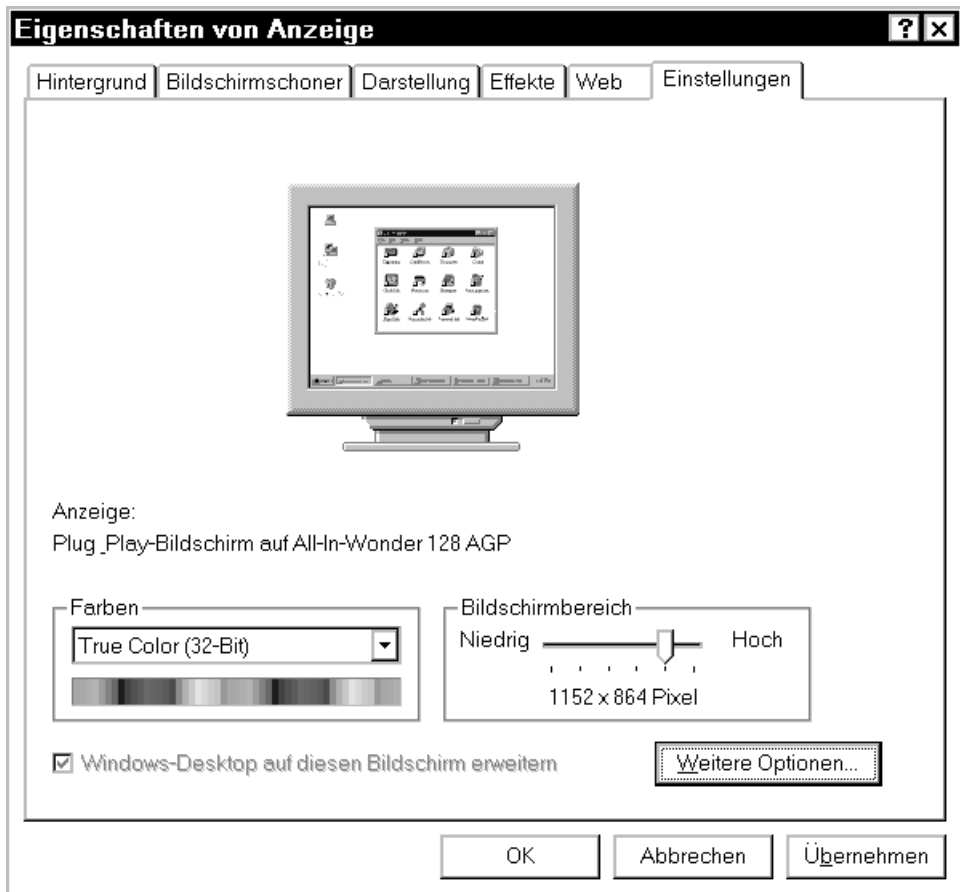 Eigenschaften von Anzeige ? ×
Hintergrund Bildschirmschoner Darstellung Effekte Web Einstellungen
Anzeige:
Plug_Play-Bildschirm auf All-In-Wonder 128 AGP
Farben
True Color (32-Bit)
Bildschirmbereich
Niedrig Hoch
1152 x 864 Pixel
Windows-Desktop auf diesen Bildschirm erweitern
Weitere Optionen...
OK Abbrechen Übernehmen